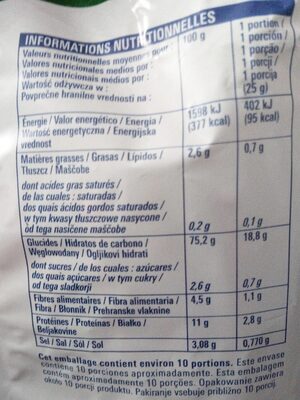 INFORMATIONS NUTRITIONNELLES
1 portion /
Valeurs nutritionnelles moyennes pour : 100 g 1 porción /
Valores nutricionales medios por : 1 porção /
Valores nutricionais médios por : 1 porcji /
Wartość odżywcza w : 1 porcija
Povprečne hranilne vrednosti na : (25 g)
Energie / Valor energético / Energia / 1598 kJ 402 kJ
Wartość energetyczna / Energijska (377 kcal) (95 kcal)
vrednost
Matières grasses / Grasas / Lípidos / 2,6 g 0,7 g
Tłuszcz / Maščobe
dont acides gras saturés /
de las cuales : saturadas /
dos quais ácidos gordos saturados /
w tym kwasy tłuszczowe nasycone /
od tega nasičene maščobe 0,2 g 0,1 g
Glucides / Hidratos de carbono / 75,2 g 18,8 g
Węglowodany / Ogljikovi hidrati
dont sucres / de los cuales : azúcares /
dos quais açúcares / w tym cukry /
od tega sladkorji 2,6 g 0,7 g
Fibres alimentaires / Fibra alimentaria / 4,5 g 1,1 g
Fibra / Błonnik / Prehranske vlaknine
Protéines / Proteínas / Białko / 11 g 2,8 g
Beljakovine
Sel / Sal / Sól / Sol 3,08 g 0,770 g
Cet emballage contient environ 10 portions. Este envase
contiene 10 porciones aproximadamente. Esta embalagem
contém aproximadamente 10 porções. Opakowanie zawiera
około 10 porcji produktu. Pakiranje vsebuje približno 10 porcij.